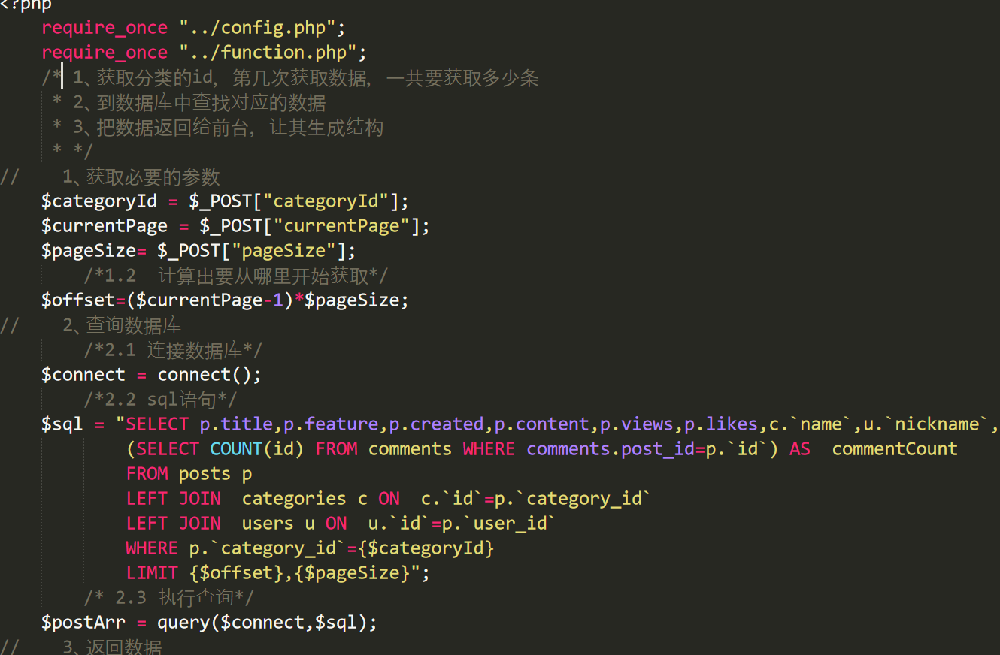 <?php
require_once "../config.php";
require_once "../function.php";
/* 1、获取分类的id, 第几次获取数据, 一共要获取多少条
* 2、到数据库中查找对应的数据
* 3、把数据返回给前台, 让其生成结构
* */
// 1、获取必要的参数
$categoryId = $_POST["categoryId"];
$currentPage = $_POST["currentPage"];
$pageSize= $_POST["pageSize"];
/*1.2  计算出要从哪里开始获取*/
$offset=($currentPage-1)*$pageSize;
// 2、查询数据库
/*2.1 连接数据库*/
$connect = connect();
/*2.2 sql语句*/
$sql = "SELECT p.title,p.feature,p.created,p.content,p.views,p.likes,c.`name`,u.`nickname`,
(SELECT COUNT(id) FROM comments WHERE comments.post_id=p.`id`) AS  commentCount
FROM posts p
LEFT JOIN  categories c ON  c.`id`=p.`category_id`
LEFT JOIN  users u ON  u.`id`=p.`user_id`
WHERE p.`category_id`={$categoryId}
LIMIT {$offset},{$pageSize}";
/* 2.3 执行查询*/
$postArr = query($connect,$sql);
// 3、返回数据